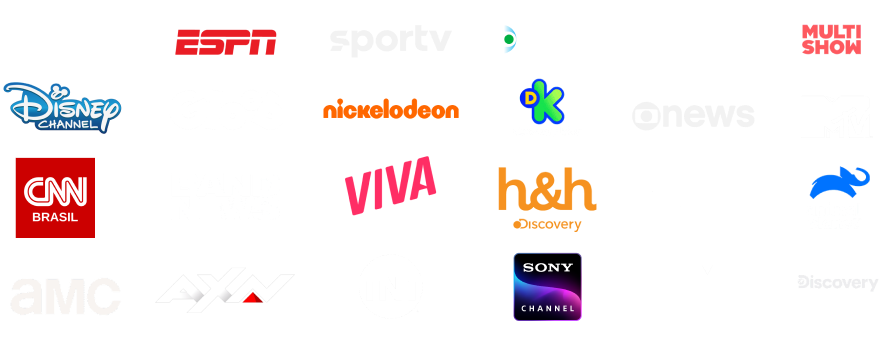 ESPN
sportv
MULTI
SHOW
Disney
CHANNEL
nickelodeon
DK
news
CNN
BRASIL
VIVA
h&h
Discovery
aMC
AXN
SONY
CHANNEL
Discovery